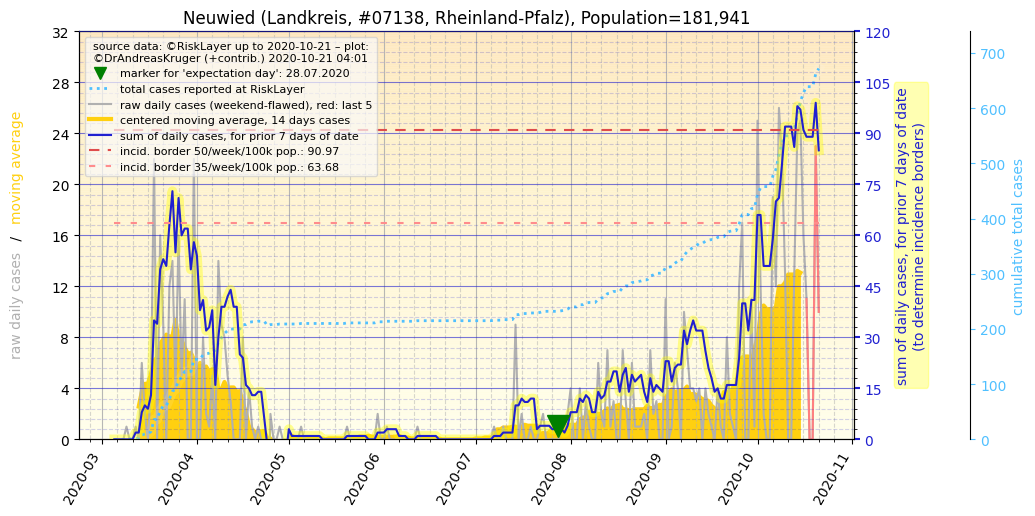 Neuwied (Landkreis, #07138, Rheinland-Pfalz), Population=181,941
source data: ©RiskLayer up to 2020-10-21 – plot:
©DrAndreasKruger (+contrib.) 2020-10-21 04:01
marker for 'expectation day': 28.07.2020
total cases reported at RiskLayer
raw daily cases (weekend-flawed), red: last 5
centered moving average, 14 days cases
sum of daily cases, for prior 7 days of date
incid. border 50/week/100k pop.: 90.97
incid. border 35/week/100k pop.: 63.68
raw daily cases / moving average
32
28
24
20
16
12
8
4
0
2020-03
2020-04
2020-05
2020-06
2020-07
2020-08
2020-09
2020-10
2020-11
120
105
90
75
60
45
30
15
0
sum of daily cases, for prior 7 days of date
(to determine incidence borders)
700
600
500
400
300
200
100
0
cumulative total cases